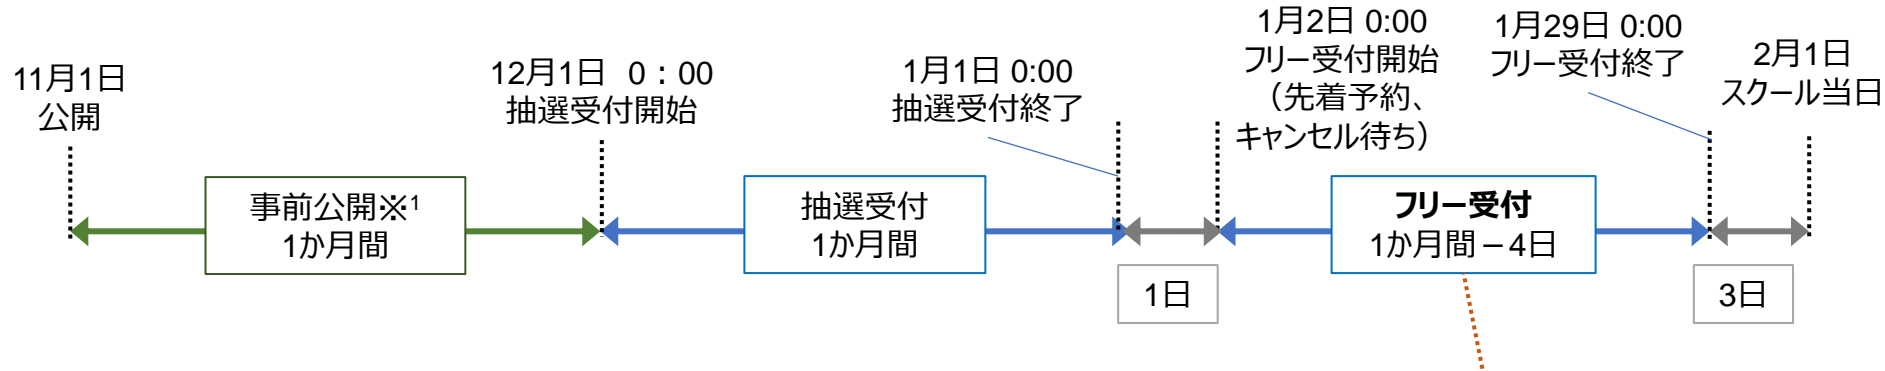 11月1日
公開
事前公開※1
1か月間
12月1日　0：00
抽選受付開始
抽選受付
1か月間
1月1日 0:00
抽選受付終了
1日
1月2日 0:00
フリー受付開始
（先着予約、
キャンセル待ち）
フリー受付
1か月間－4日
1月29日 0:00
フリー受付終了
3日
2月1日
スクール当日